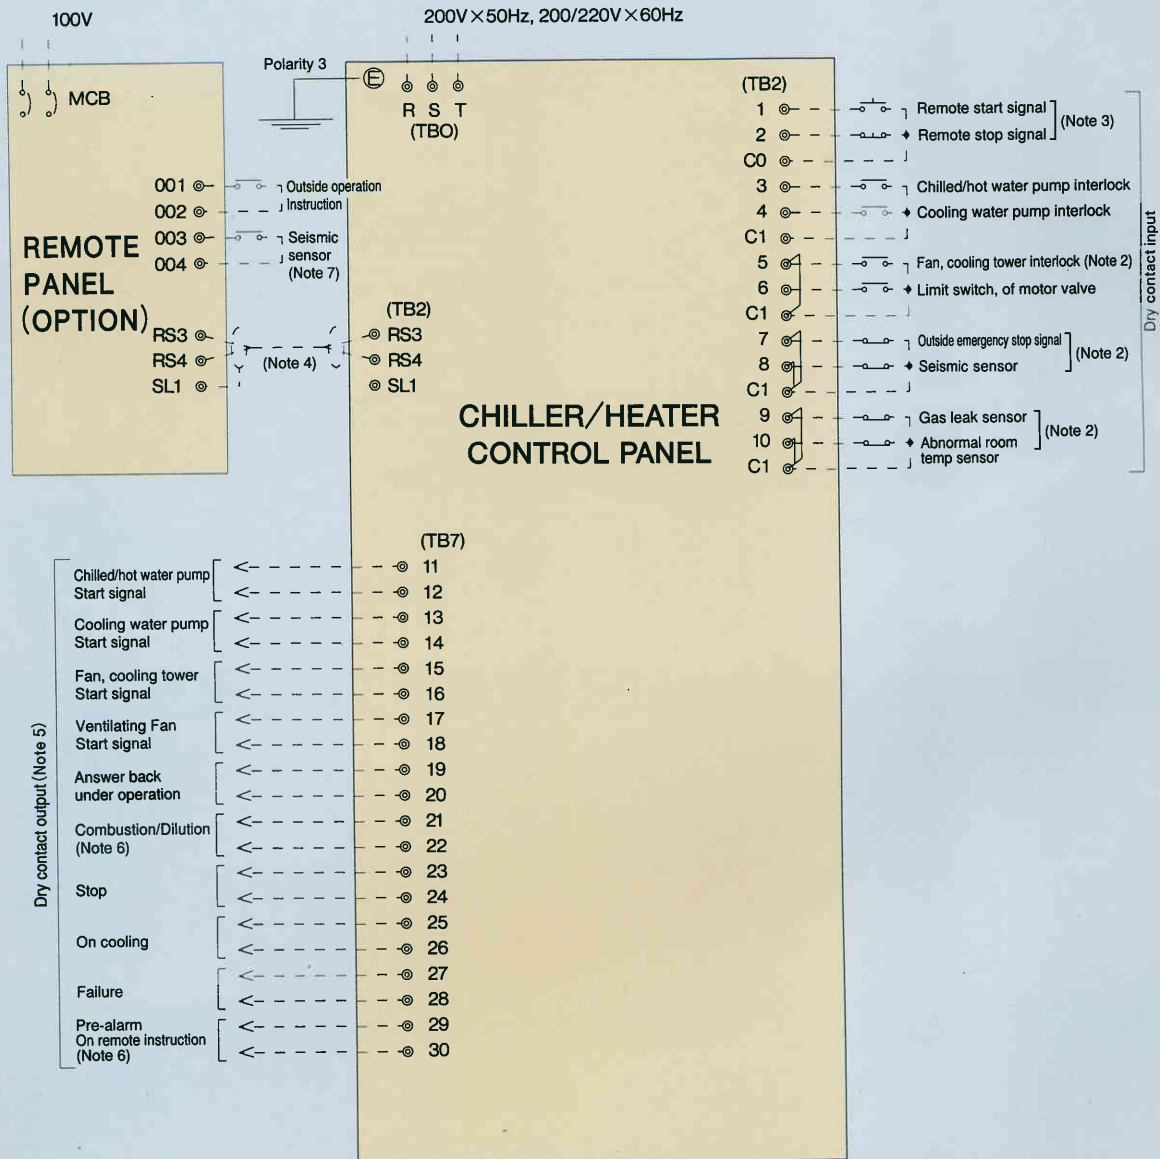 100V
200V×50Hz, 200/220V×60Hz
MCB
Polarity 3
E
R S T
(TBO)
001
002
003
004
Outside operation
Instruction
Seismic
sensor
(Note 7)
REMOTE
PANEL
(OPTION)
RS3
RS4
SL1
(Note 4)
(TB2)
RS3
RS4
SL1
CHILLER/HEATER
CONTROL PANEL
(TB2)
1 Remote start signal
2 Remote stop signal
(Note 3)
C0
3 Chilled/hot water pump interlock
4 Cooling water pump interlock
C1
5 Fan, cooling tower interlock (Note 2)
6 Limit switch, of motor valve
C1
7 Outside emergency stop signal
8 Seismic sensor
(Note 2)
C1
9 Gas leak sensor
10 Abnormal room
temp sensor
(Note 2)
C1
Dry contact input
(TB7)
Dry contact output (Note 5)
Chilled/hot water pump
Start signal
11
12
Cooling water pump
Start signal
13
14
Fan, cooling tower
Start signal
15
16
Ventilating Fan
Start signal
17
18
Answer back
under operation
19
20
Combustion/Dilution
(Note 6)
21
22
Stop
23
24
On cooling
25
26
Failure
27
28
Pre-alarm
On remote instruction
(Note 6)
29
30